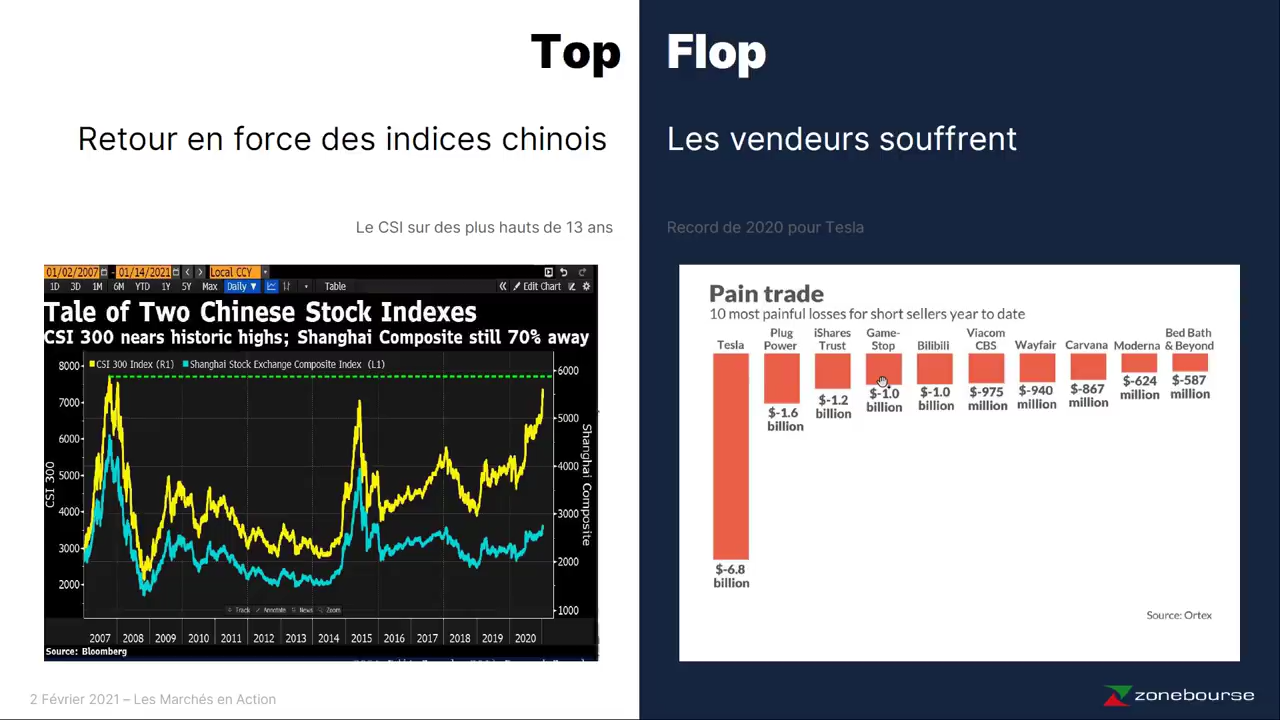 Top
Retour en force des indices chinois
Le CSI sur des plus hauts de 13 ans
01/02/2007 - 01/14/2021 Local CCY
1D 3D 1M 6M YTD 1Y 5Y Max Daily ▼ Table « Edit Chart
Tale of Two Chinese Stock Indexes
CSI 300 nears historic highs; Shanghai Composite still 70% away
CSI 300 Index (R1) Shanghai Stock Exchange Composite Index (L1)
8000
7000
6000
5000
4000
3000
2000
CSI 300
6000
5000
4000
3000
2000
1000
Shanghai Composite
Track Annotate News Zoom
2007 2008 2009 2010 2011 2012 2013 2014 2015 2016 2017 2018 2019 2020
Source: Bloomberg
Flop
Les vendeurs souffrent
Record de 2020 pour Tesla
Pain trade
10 most painful losses for short sellers year to date
Tesla
Plug
Power
iShares
Trust
Game-
Stop
Bilibili
Viacom
CBS
Wayfair
Carvana
Moderna
Bed Bath
& Beyond
$-6.8
billion
$-1.6
billion
$-1.2
billion
$-1.0
billion
$-1.0
billion
$-975
million
$-940
million
$-867
million
$-624
million
$-587
million
Source: Ortex
2 Février 2021 – Les Marchés en Action
zonebourse